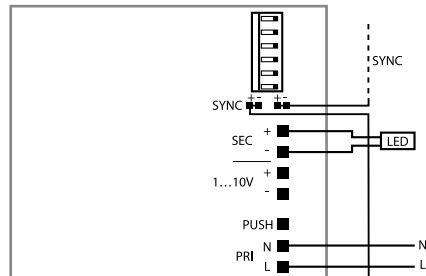 SYNC
+- +-
SYNC
SEC + -
LED
1...10V + -
PUSH
PRI N L
N
L